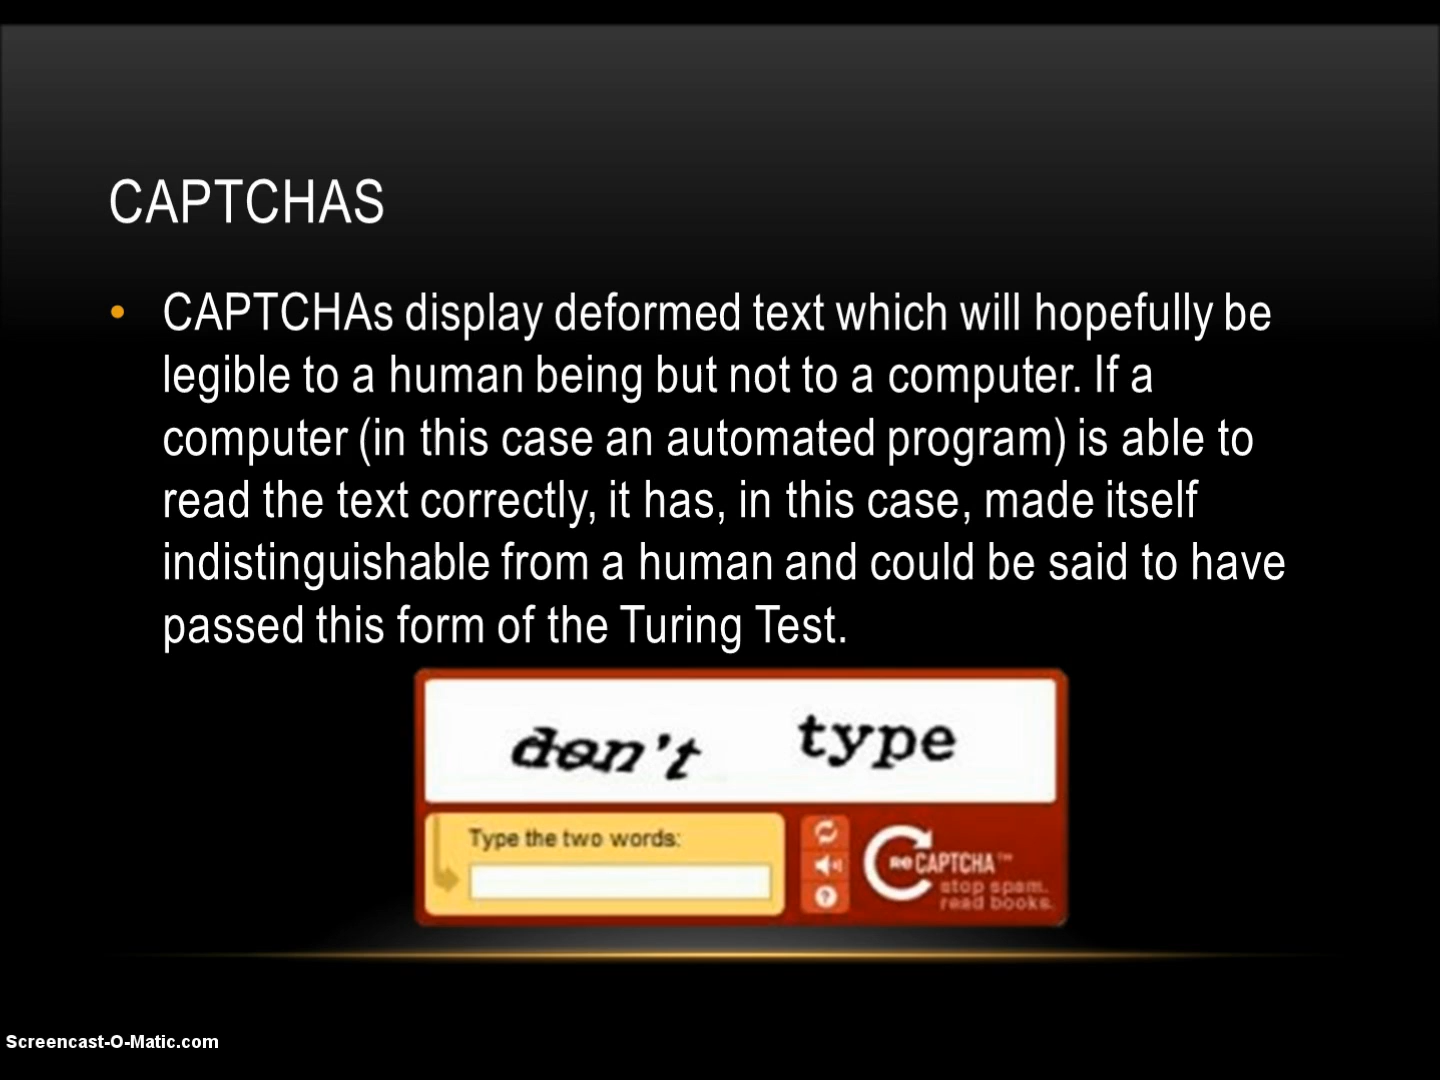 CAPTCHAS
• CAPTCHAs display deformed text which will hopefully be
legible to a human being but not to a computer. If a
computer (in this case an automated program) is able to
read the text correctly, it has, in this case, made itself
indistinguishable from a human and could be said to have
passed this form of the Turing Test.
don't type
Type the two words:
reCAPTCHA™
stop spam.
read books.
Screencast-O-Matic.com